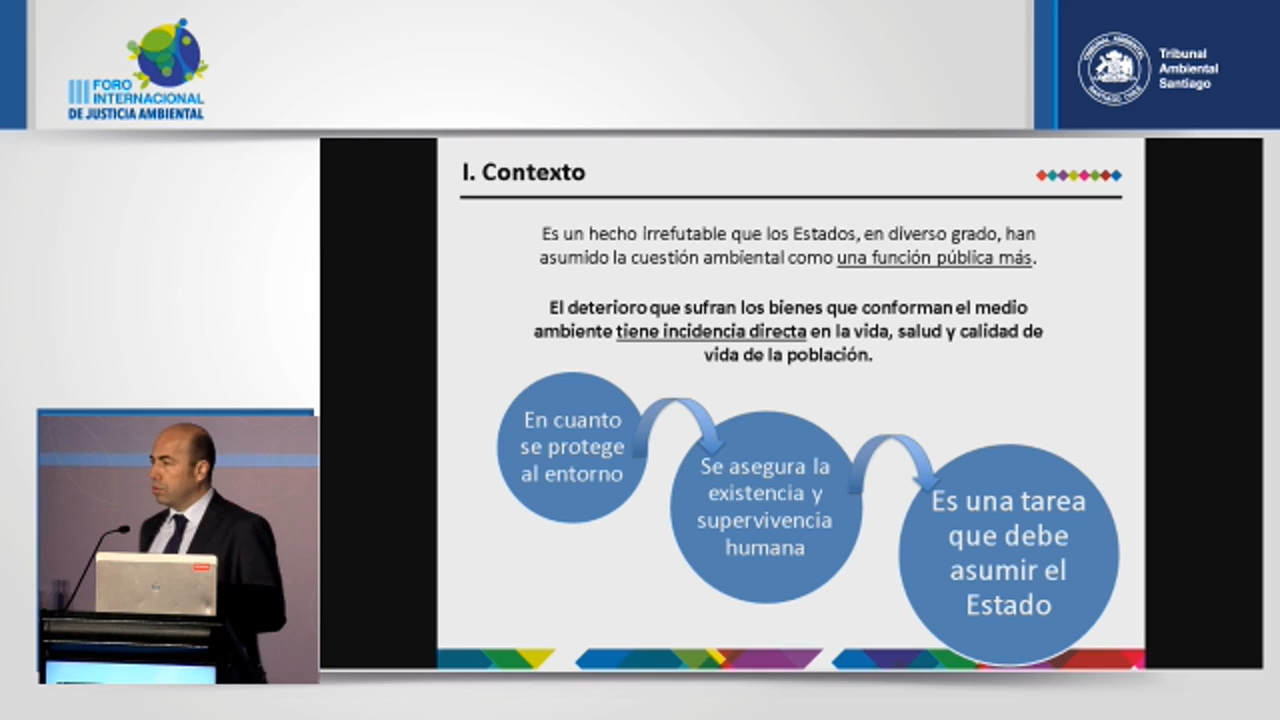 III FORO
INTERNACIONAL
DE JUSTICIA AMBIENTAL
Tribunal
Ambiental
Santiago
I. Contexto
Es un hecho irrefutable que los Estados, en diverso grado, han
asumido la cuestión ambiental como una función pública más.
El deterioro que sufran los bienes que conforman el medio
ambiente tiene incidencia directa en la vida, salud y calidad de
vida de la población.
En cuanto
se protege
al entorno
Se asegura la
existencia y
supervivencia
humana
Es una tarea
que debe
asumir el
Estado